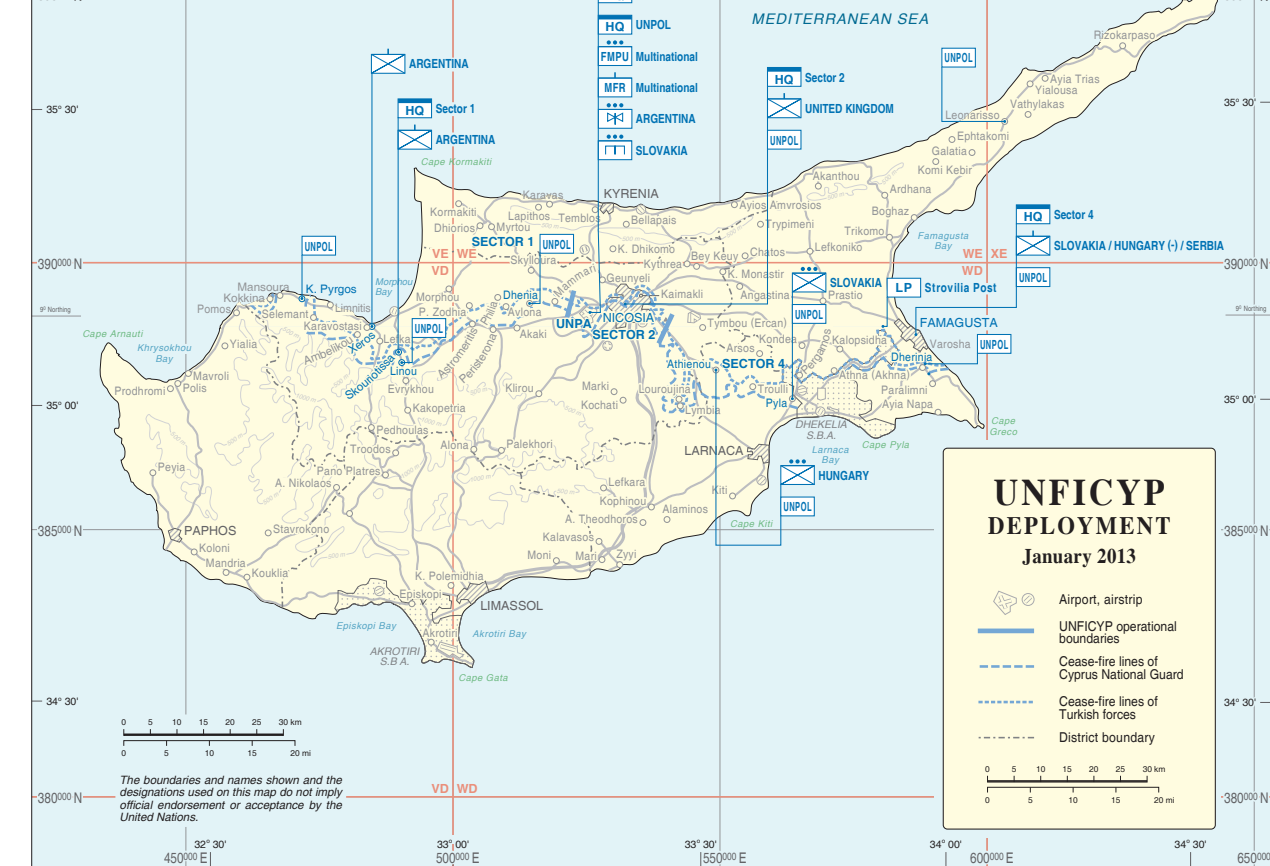 MEDITERRANEAN SEA
HQ UNPOL
FMPU Multinational
MFR Multinational
ARGENTINA
SLOVAKIA
ARGENTINA
HQ Sector 1
ARGENTINA
HQ Sector 2
UNITED KINGDOM
UNPOL
UNPOL
Rizokarpaso
Ayia Trias
Yialousa
Vathylakas
Leonarisso
Ephtakomi
Galatia
Komi Kebir
35° 30'
35° 30'
Cape Kormakiti
Akanthou
Ardhana
Boghaz
Karavas
KYRENIA
Kormakiti
Lapithos
Temblos
Bellapais
Ayios Amvrosios
Dhiorios
Myrtou
Trypimeni
Trikomo
HQ Sector 4
SLOVAKIA / HUNGARY (-) / SERBIA
UNPOL
Famagusta
Bay
UNPOL
SECTOR 1
UNPOL
K. Dhikomo
Chatos
Lefkoniko
VE WE
VD
WE XE
WD
390000 N
390000 N
Skylloura
Kythrea
Bey Keuy
K. Monastir
Mammari
Geunyeli
Angastina
SLOVAKIA
UNPOL
Prastio
LP Strovilia Post
Mansoura
Kokkina
K. Pyrgos
Morphou
Bay
Morphou
Dhenia
Kaimakli
Pomos
Selemant
Limnitis
P. Zodhia
Philia
Avlona
UNPA
NICOSIA
SECTOR 2
Tymbou (Ercan)
FAMAGUSTA
9° Northing
9° Northing
Cape Arnauti
Khrysokhou
Bay
Yialia
Karavostasi
Xeros
UNPOL
Lefka
Ambelikou
Skouriotissa
Linou
Astromeritis
Peristerona
Akaki
Kondea
Arsos
Pergamos
Kalopsidha
Varosha
UNPOL
Dherinia
Athienou
SECTOR 4
Athna (Akhna)
Prodhromi
Mavroli
Polis
Evrykhou
Klirou
Marki
Kochati
Louroujina
Lymbia
Troulli
Pyla
Paralimni
Ayia Napa
35° 00'
35° 00'
Kakopetria
Cape
Greco
DHEKELIA
S.B.A.
Cape Pyla
Pedhoulas
Troodos
Alona
Palekhori
LARNACA
Larnaca
Bay
HUNGARY
UNPOL
Peyia
Pano Platres
A. Nikolaos
Lefkara
Kiti
Kophinou
Alaminos
A. Theodhoros
Cape Kiti
PAPHOS
Stavrokono
385000 N
385000 N
Koloni
Kalavasos
Moni
Mari
Zyyi
Mandria
Kouklia
K. Polemidhia
Episkopi
LIMASSOL
Episkopi Bay
Akrotiri
Akrotiri Bay
AKROTIRI
S.B.A.
Cape Gata
34° 30'
34° 30'
UNFICYP
DEPLOYMENT
January 2013
Airport, airstrip
UNFICYP operational
boundaries
Cease-fire lines of
Cyprus National Guard
Cease-fire lines of
Turkish forces
District boundary
0 5 10 15 20 25 30 km
0 5 10 15 20 mi
0 5 10 15 20 25 30 km
0 5 10 15 20 mi
The boundaries and names shown and the
designations used on this map do not imply
official endorsement or acceptance by the
United Nations.
VD WD
380000 N
380000 N
32° 30'
33° 00'
33° 30'
34° 00'
34° 30'
450000 E
500000 E
550000 E
600000 E
650000